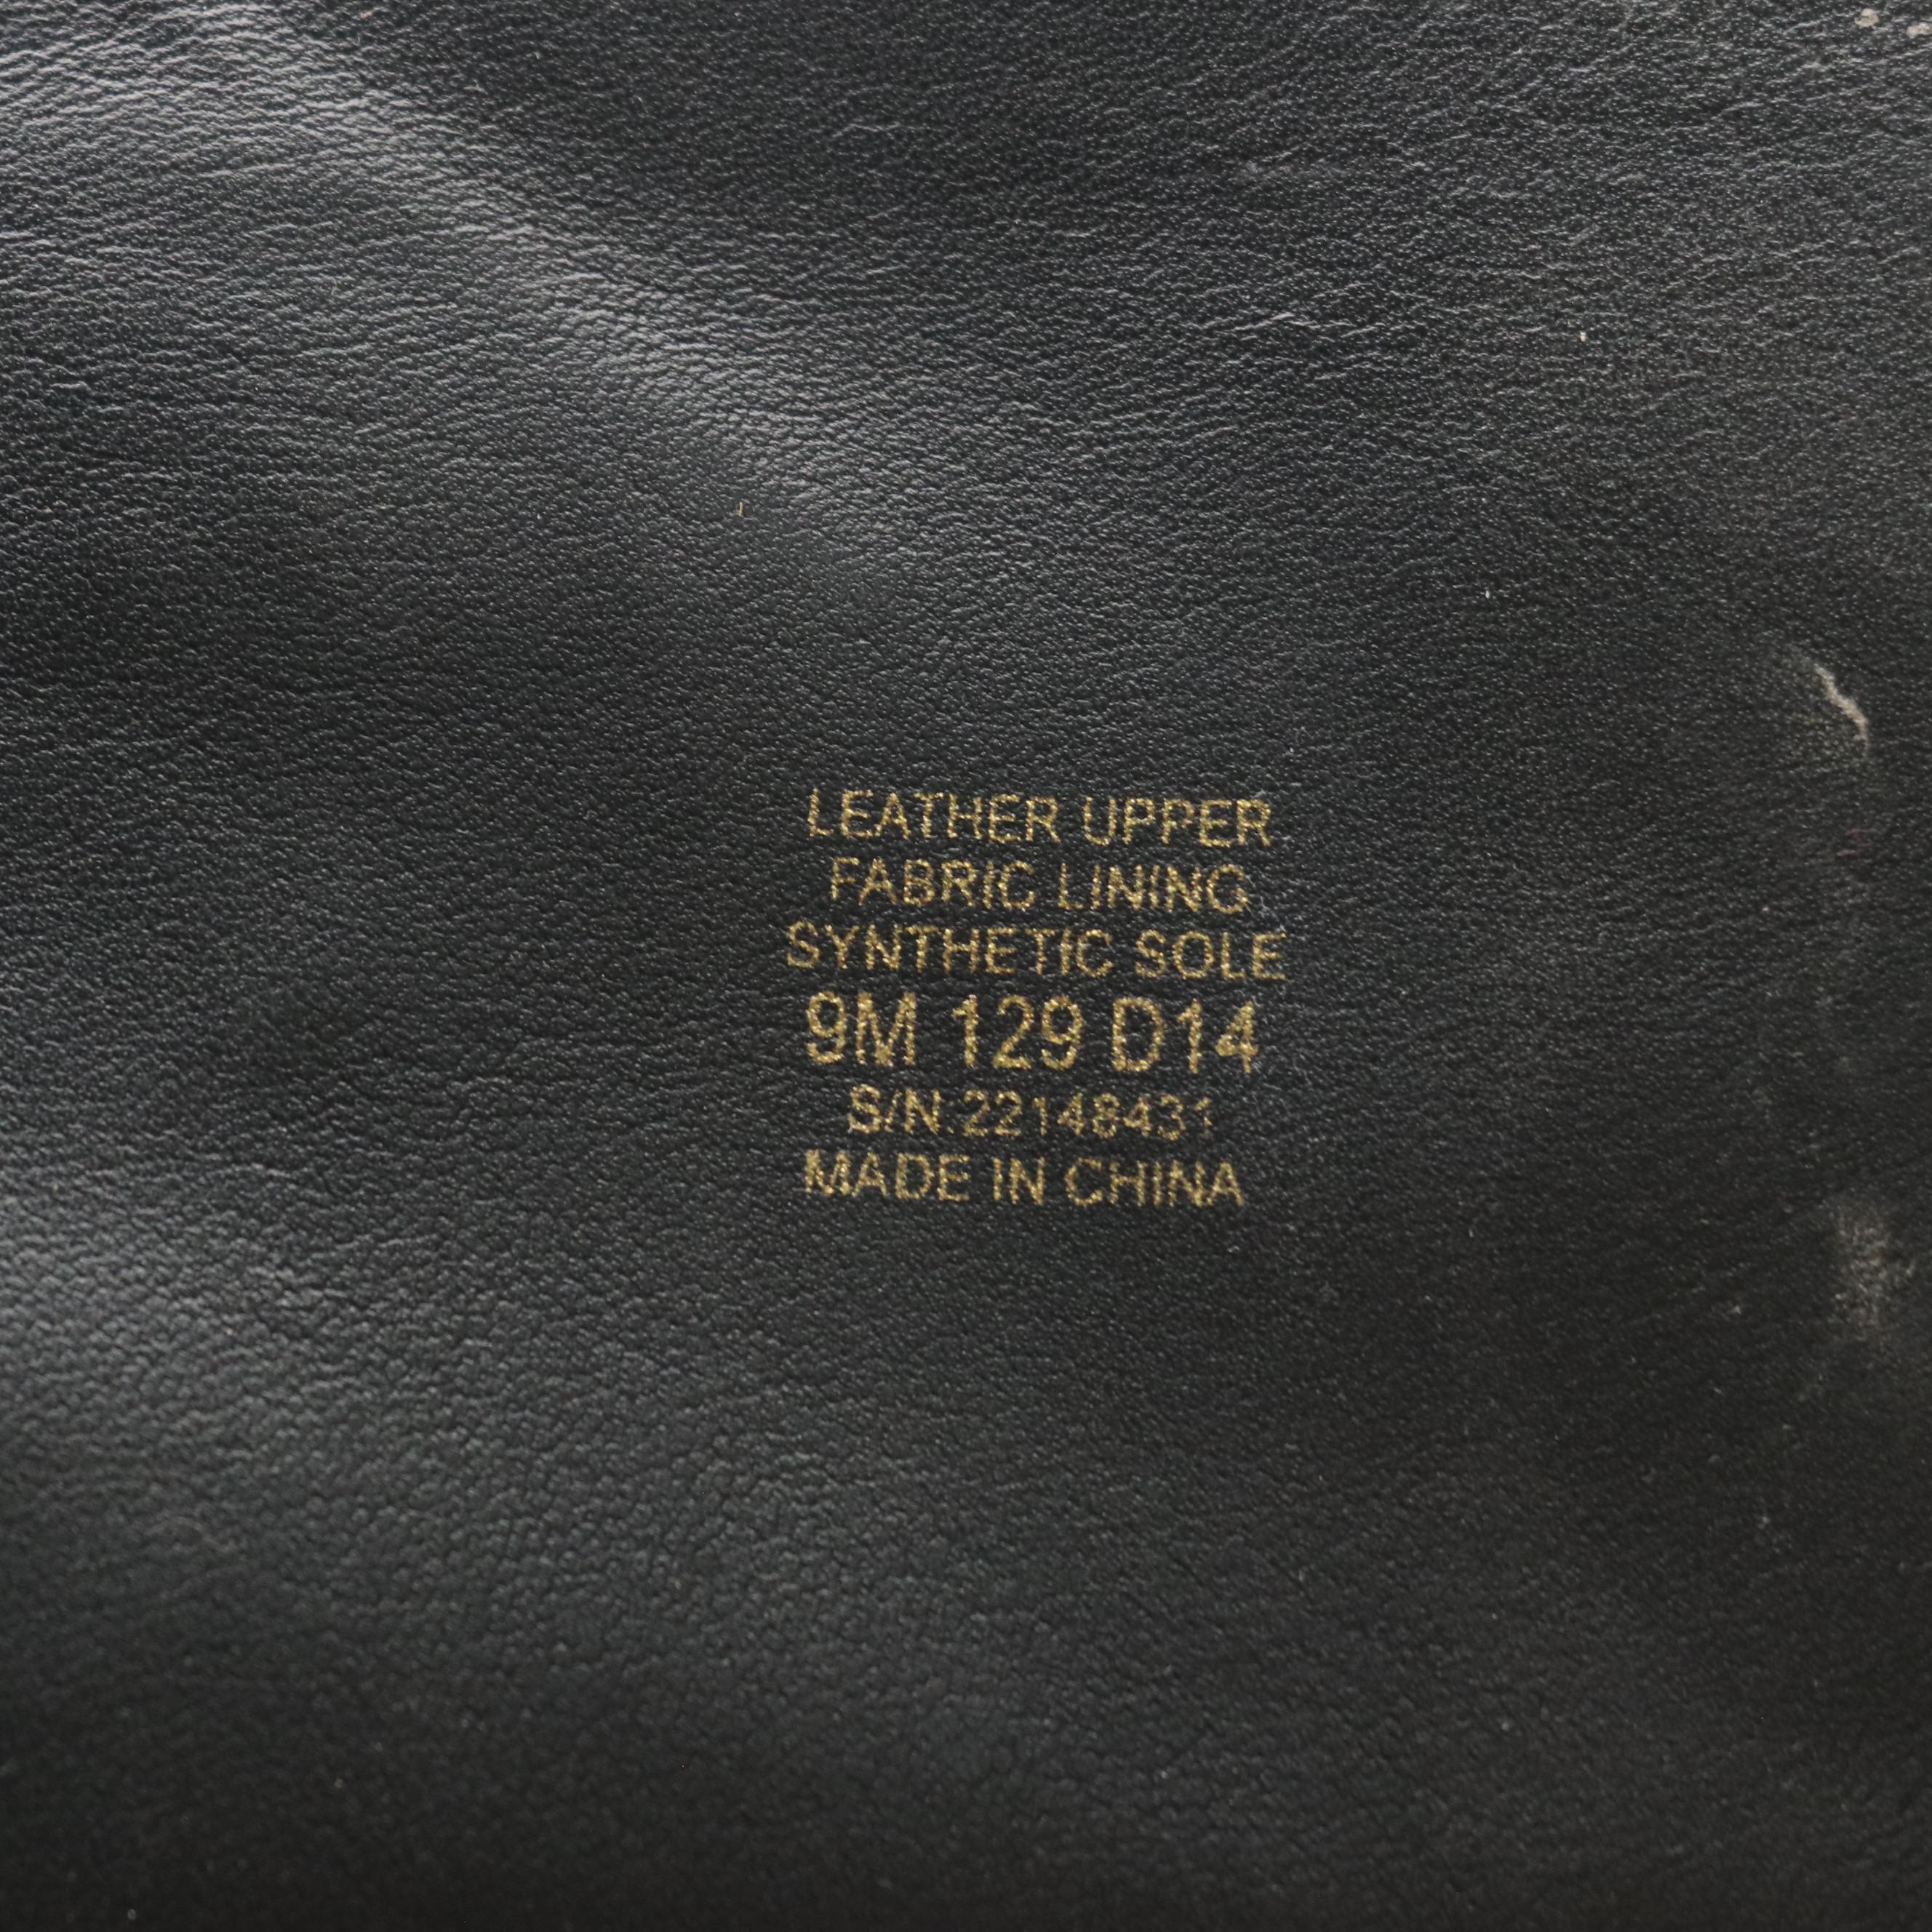 LEATHER UPPER
FABRIC LINING
SYNTHETIC SOLE
9M 129 D14
S/N:22148431
MADE IN CHINA